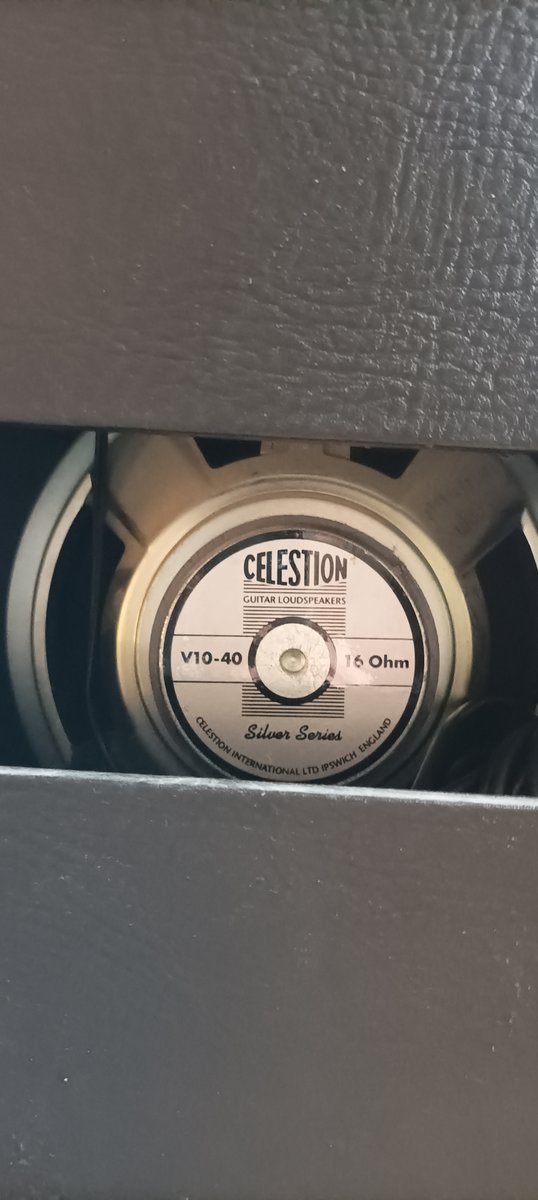 CELESTION
GUITAR LOUDSPEAKERS
V10-40
16 Ohm
Silver Series
CELESTION INTERNATIONAL LTD IPSWICH ENGLAND